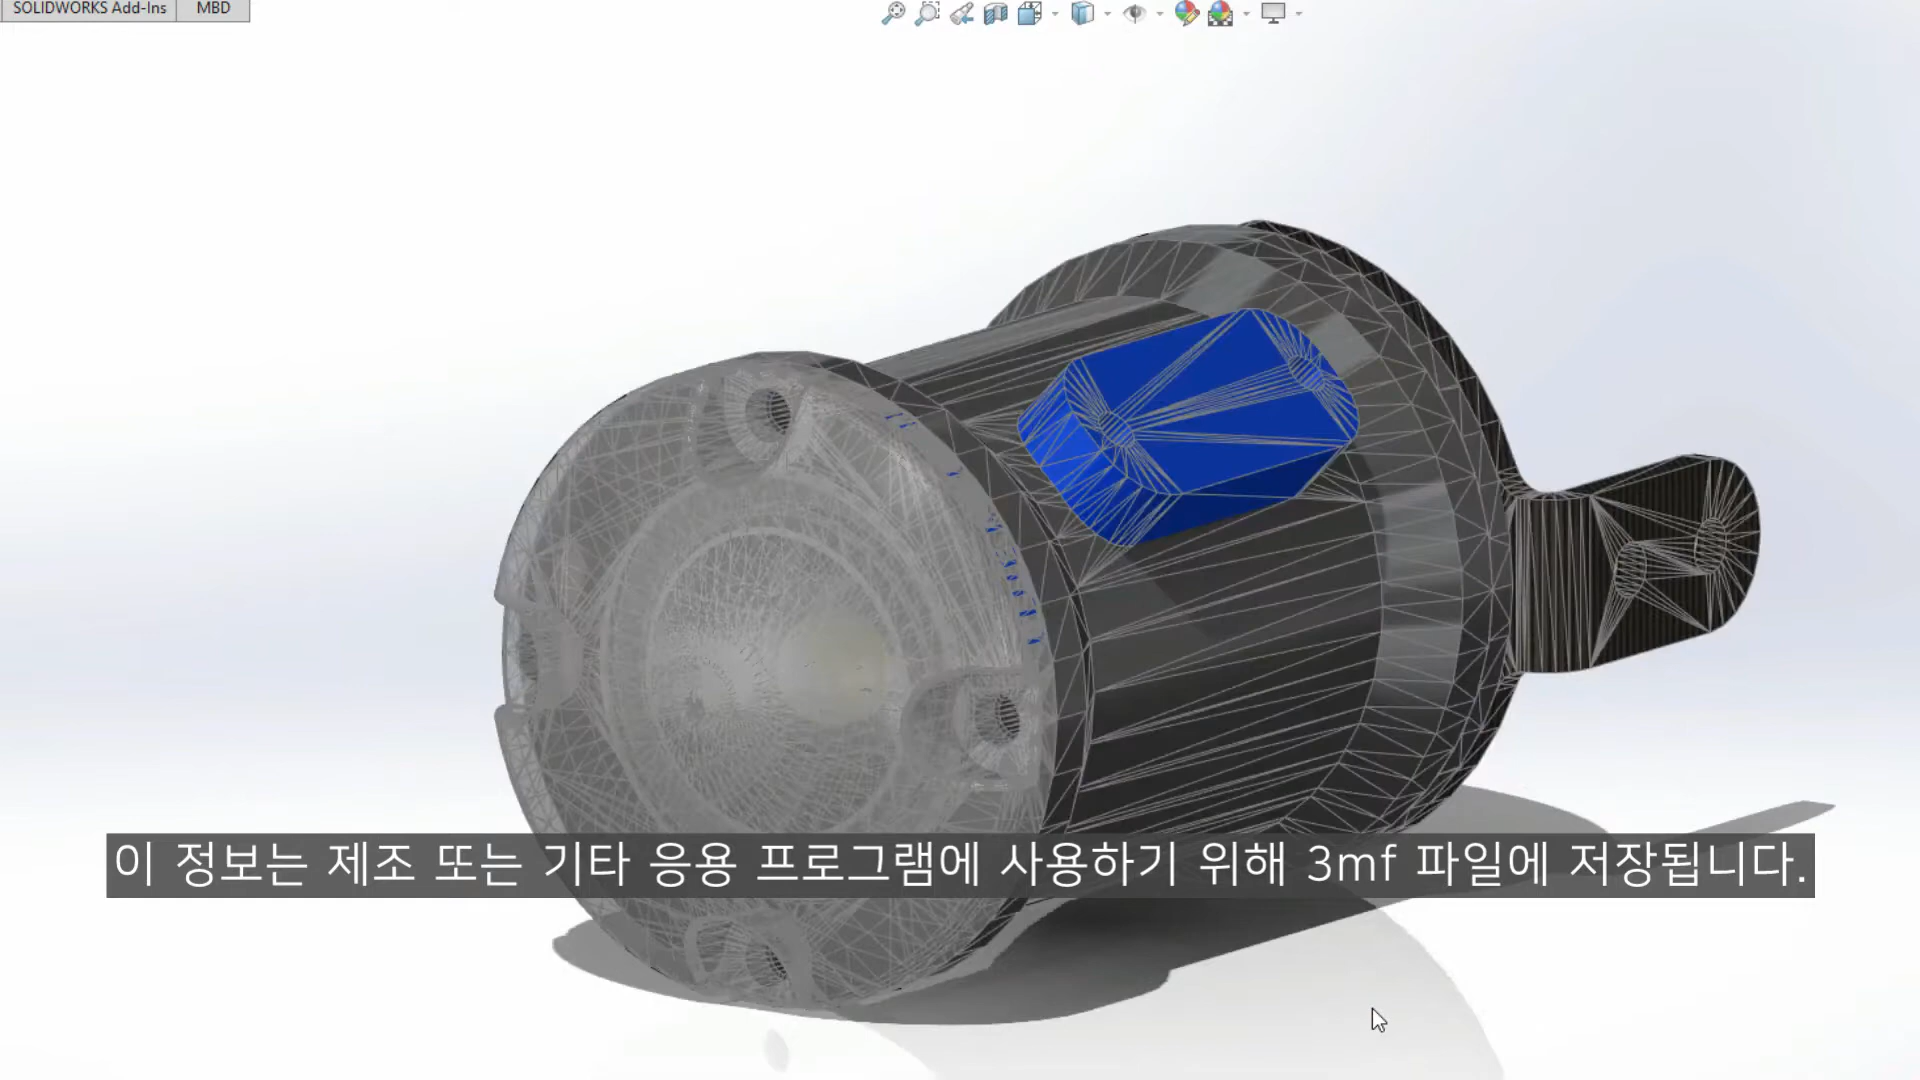 SOLIDWORKS Add-Ins MBD
이 정보는 제조 또는 기타 응용 프로그램에 사용하기 위해 3mf 파일에 저장됩니다.